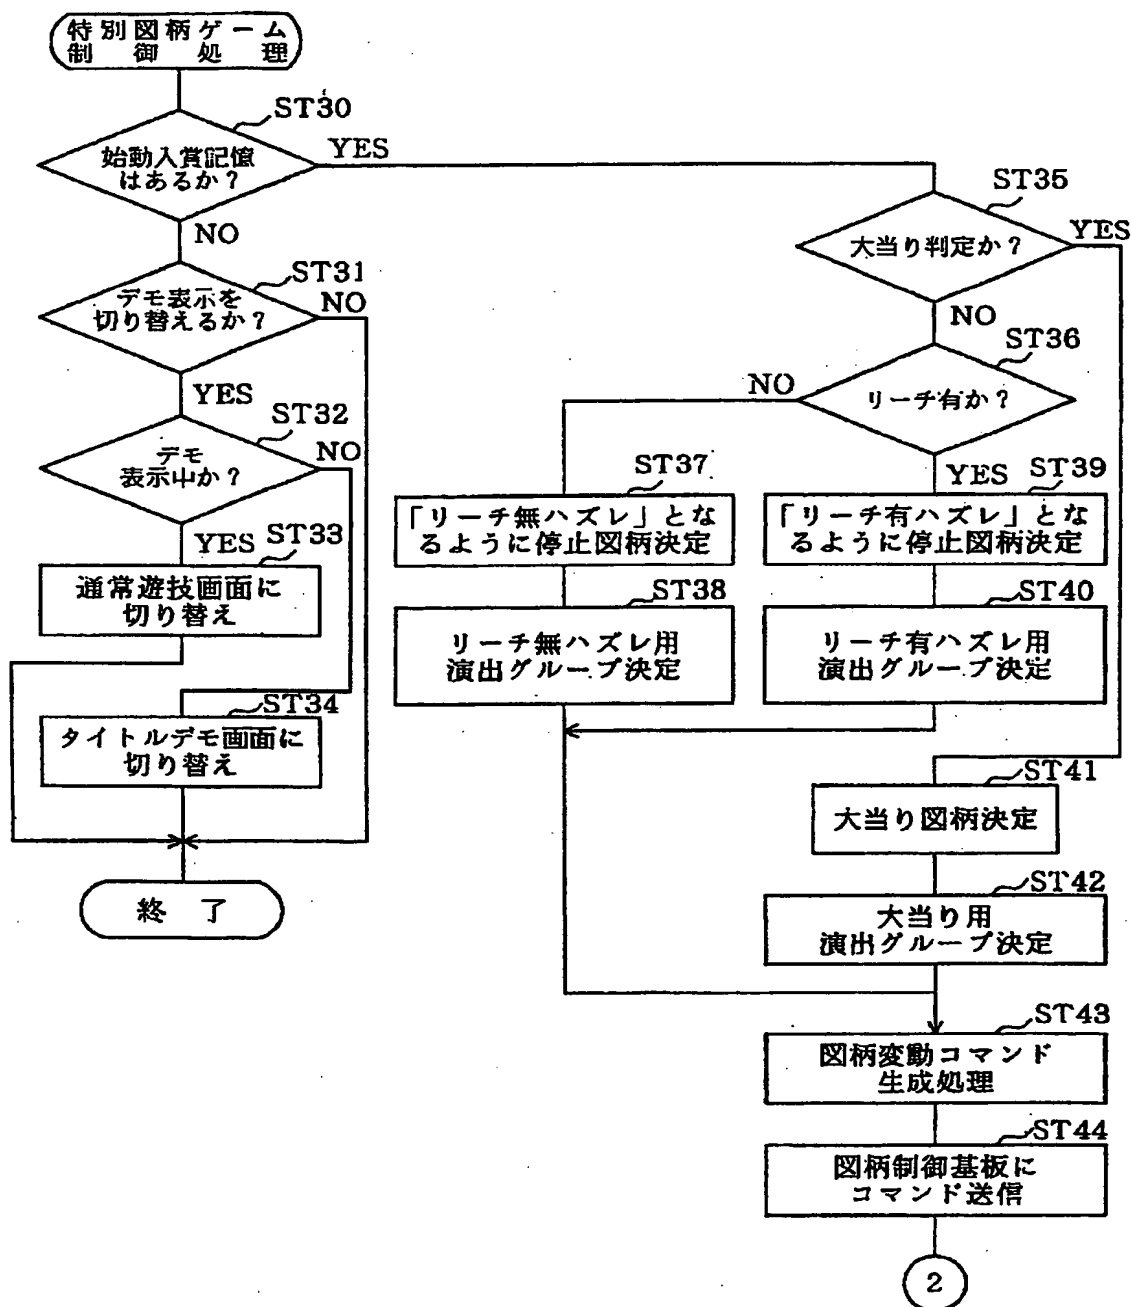 特別図柄ゲーム
制御処理
ST30
始動入賞記憶
はあるか？
YES
NO
ST31
デモ表示を
切り替えるか？
NO
YES
ST32
デモ
表示中か？
NO
YES
ST33
通常遊技画面に
切り替え
ST34
タイトルデモ画面に
切り替え
終了
ST35
大当り判定か？
YES
NO
ST36
リーチ有か？
NO
YES
ST37
「リーチ無ハズレ」とな
るように停止図柄決定
ST38
リーチ無ハズレ用
演出グループ決定
ST39
「リーチ有ハズレ」とな
るように停止図柄決定
ST40
リーチ有ハズレ用
演出グループ決定
ST41
大当り図柄決定
ST42
大当り用
演出グループ決定
ST43
図柄変動コマンド
生成処理
ST44
図柄制御基板に
コマンド送信
2